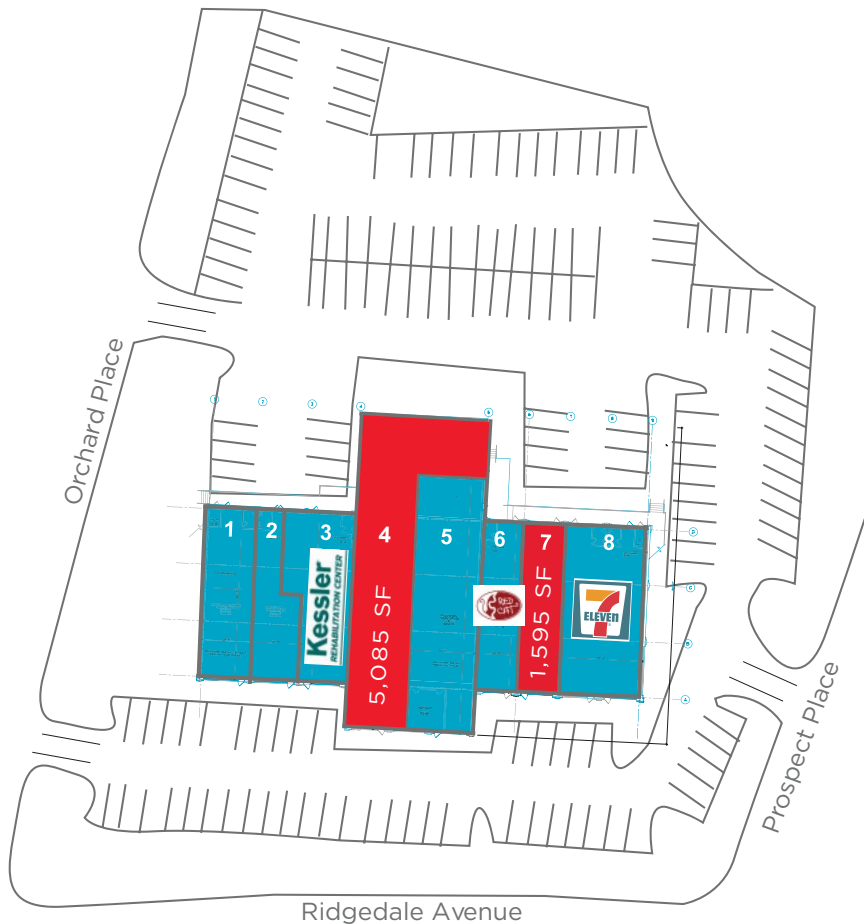 Orchard Place
1
2
3
4
5
6
7
8
Kessler
REHABILITATION CENTER
5,085 SF
RED
CAT
1,595 SF
7
ELEVEN
Prospect Place
Ridgedale Avenue